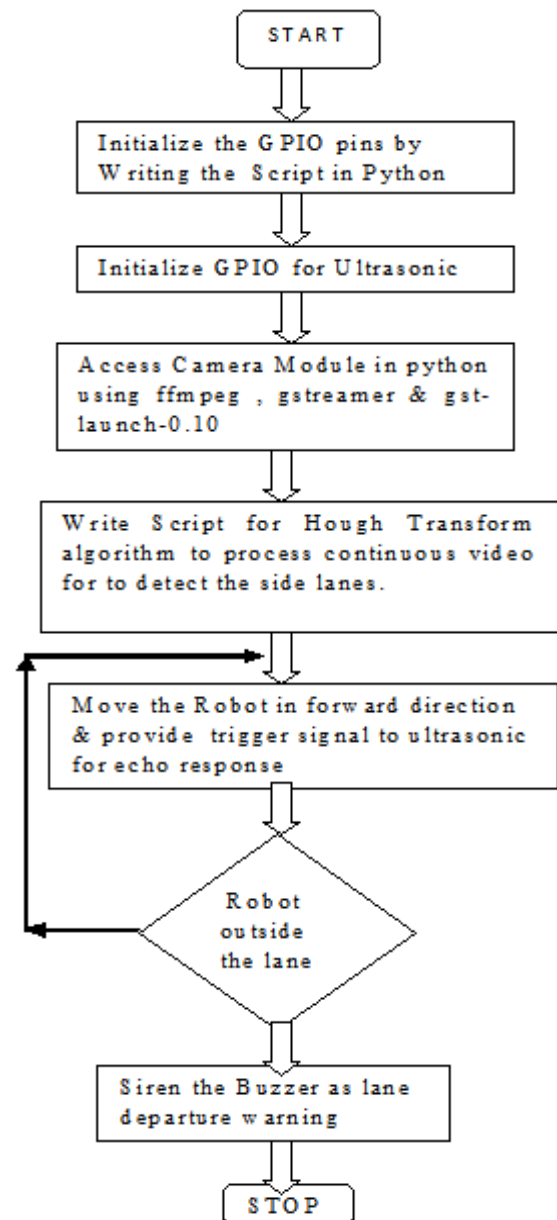 START
Initialize the GPIO pins by
Writing the Script in Python
Initialize GPIO for Ultrasonic
Access Camera Module in python
using ffmpeg , gstreamer & gst-
launch-0.10
Write Script for Hough Transform
algorithm to process continuous video
for to detect the side lanes.
Move the Robot in forward direction
& provide trigger signal to ultrasonic
for echo response
Robot
outside
the lane
Siren the Buzzer as lane
departure warning
STOP